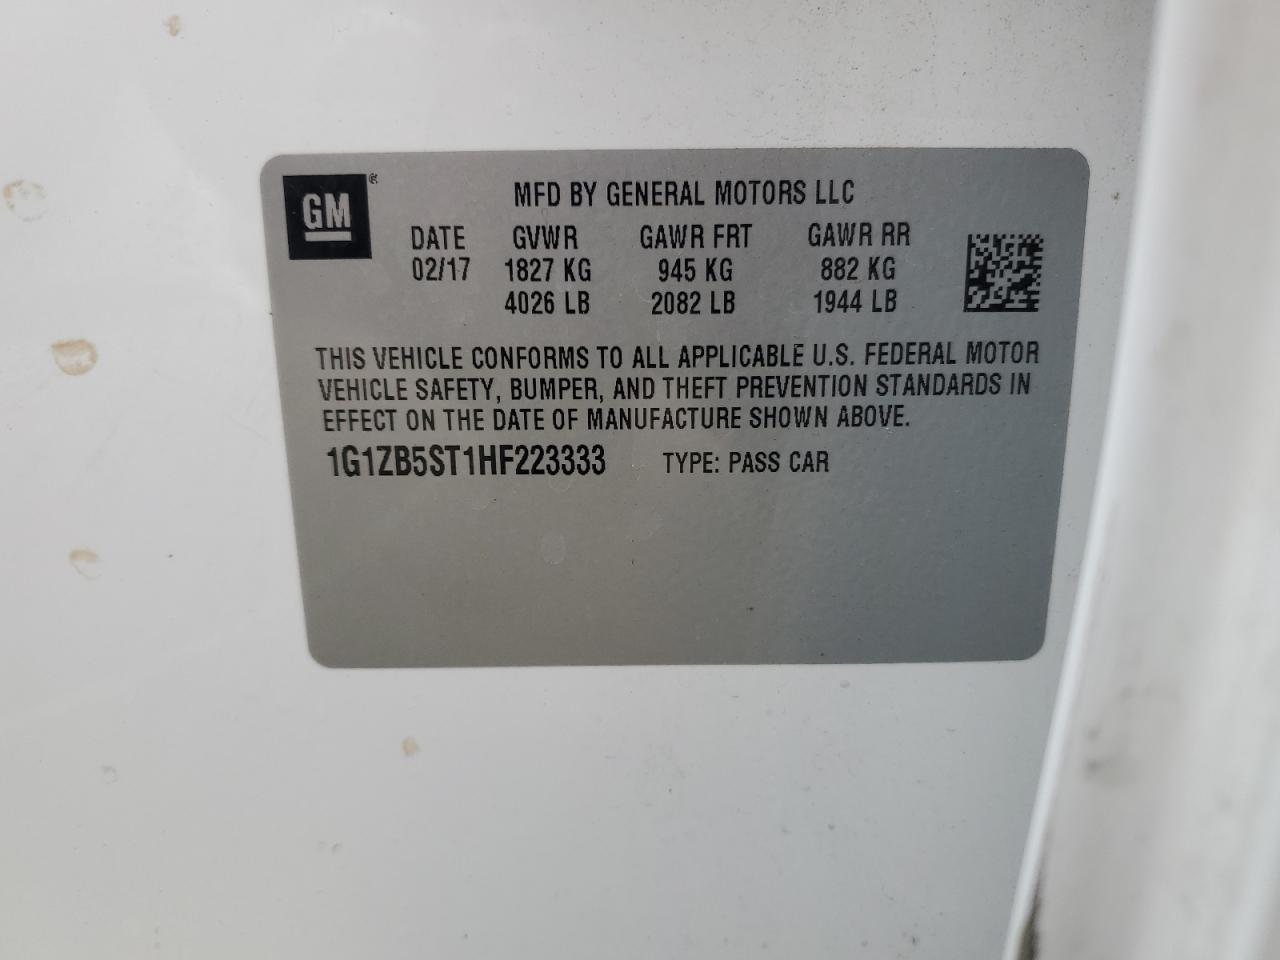 GM®
MFD BY GENERAL MOTORS LLC
DATE GVWR GAWR FRT GAWR RR
02/17 1827 KG 945 KG 882 KG
4026 LB 2082 LB 1944 LB
THIS VEHICLE CONFORMS TO ALL APPLICABLE U.S. FEDERAL MOTOR
VEHICLE SAFETY, BUMPER, AND THEFT PREVENTION STANDARDS IN
EFFECT ON THE DATE OF MANUFACTURE SHOWN ABOVE.
1G1ZB5ST1HF223333 TYPE: PASS CAR